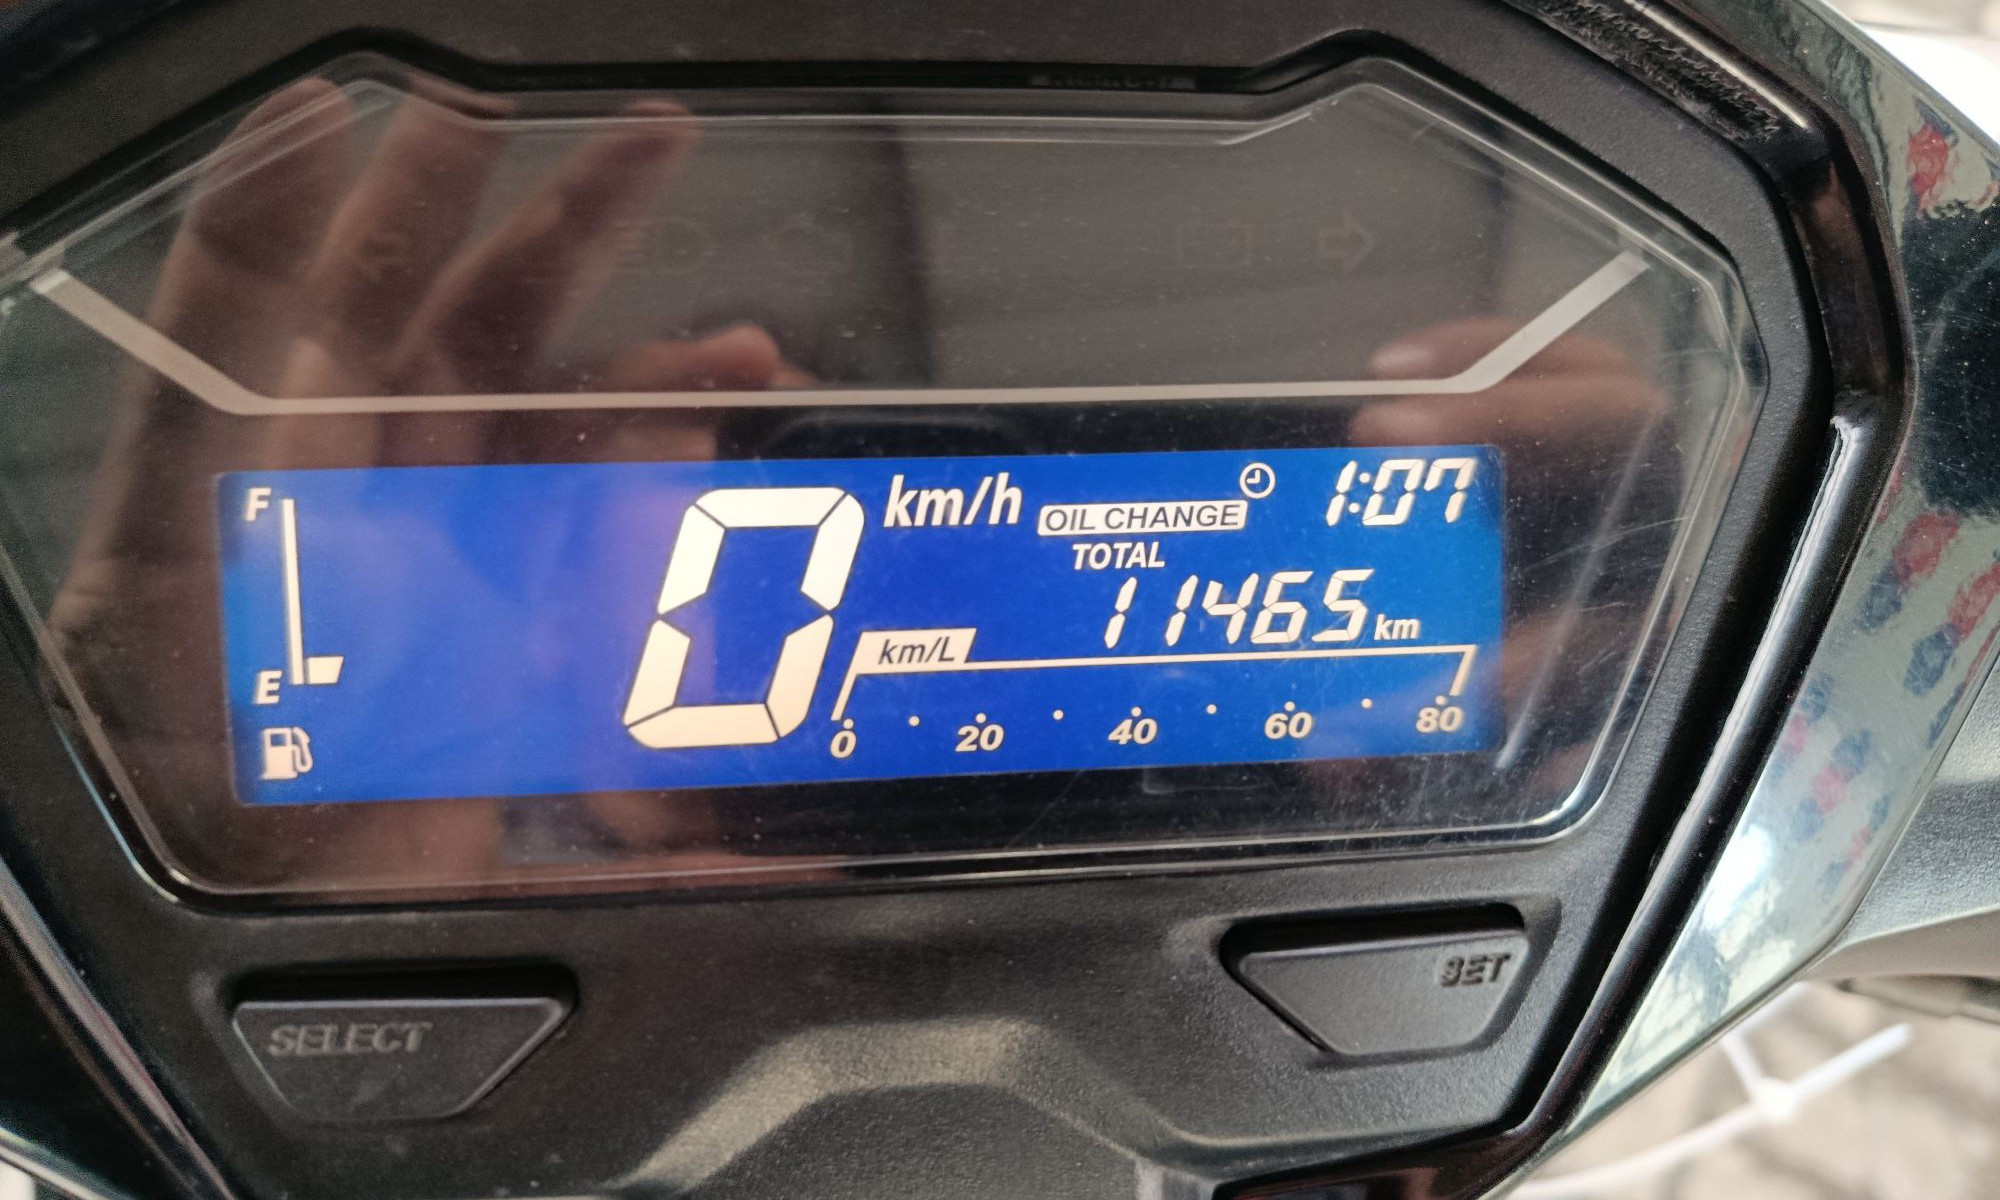 F
E
0 km/h
OIL CHANGE
1:07
TOTAL
11465 km
km/L
0 20 40 60 80
SELECT
SET